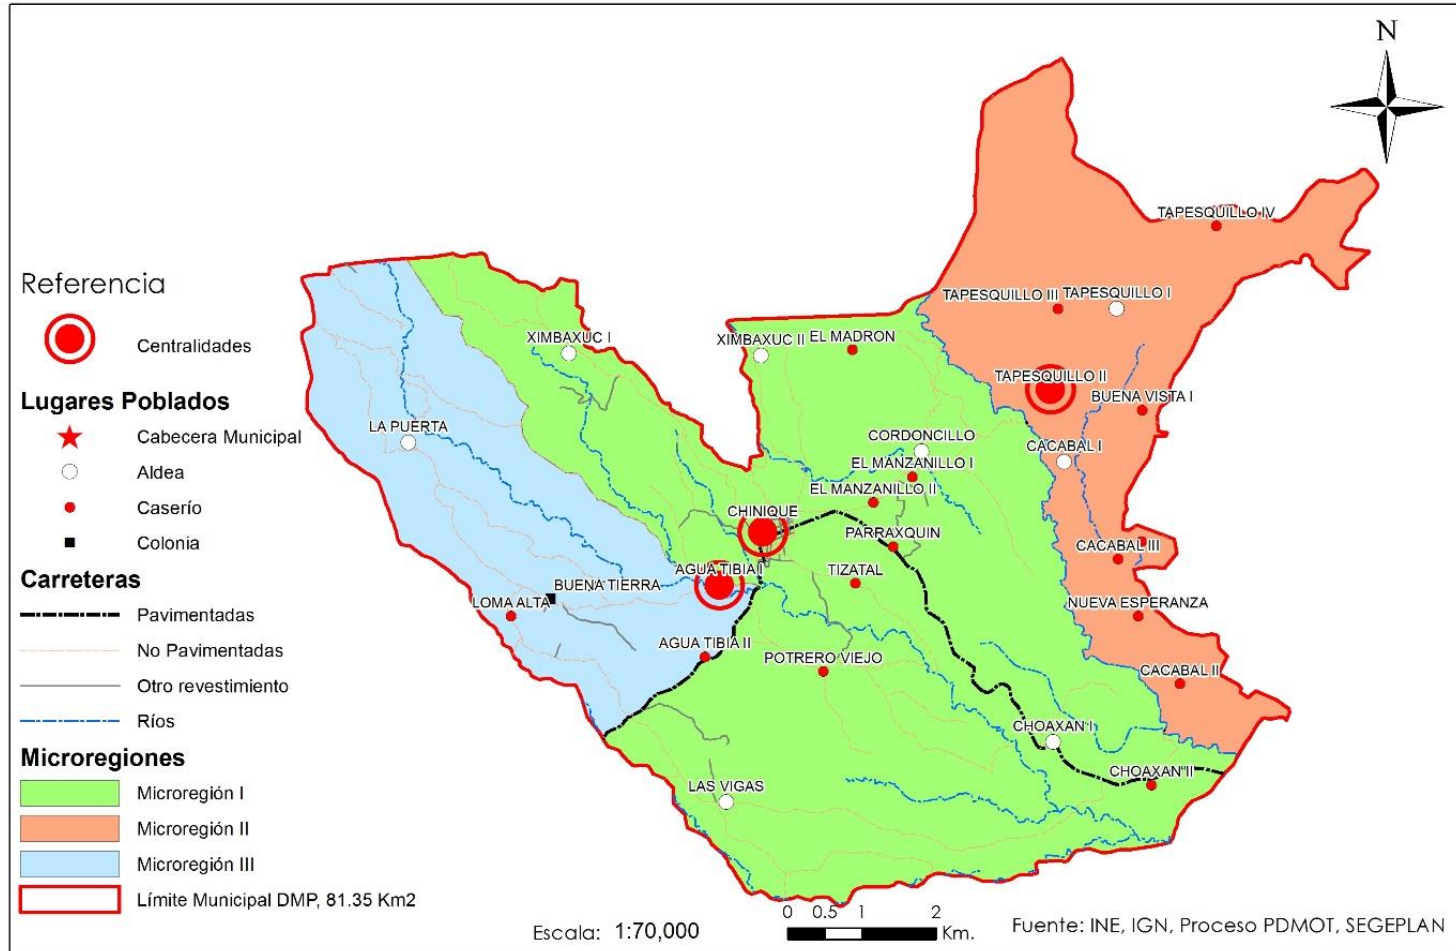 N
TAPESQUILLO IV
TAPESQUILLO III
TAPESQUILLO I
XIMBAXUC I
XIMBAXUC II
EL MADRON
TAPESQUILLO II
BUENA VISTA I
LA PUERTA
CORDONCILLO
CACABAL I
EL MANZANILLO I
EL MANZANILLO II
CHINIQUE
PARRAXQUIN
CACABAL III
AGUA TIBIA I
TIZATAL
BUENA TIERRA
LOMA ALTA
NUEVA ESPERANZA
AGUA TIBIA II
POTRERO VIEJO
CACABAL II
CHOAXAN I
CHOAXAN II
LAS VIGAS
Referencia
Centralidades
Lugares Poblados
Cabecera Municipal
Aldea
Caserío
Colonia
Carreteras
Pavimentadas
No Pavimentadas
Otro revestimiento
Ríos
Microregiones
Microregión I
Microregión II
Microregión III
Límite Municipal DMP, 81.35 Km2
Escala: 1:70,000
0 0.5 1 2
Km.
Fuente: INE, IGN, Proceso PDMOT, SEGEPLAN